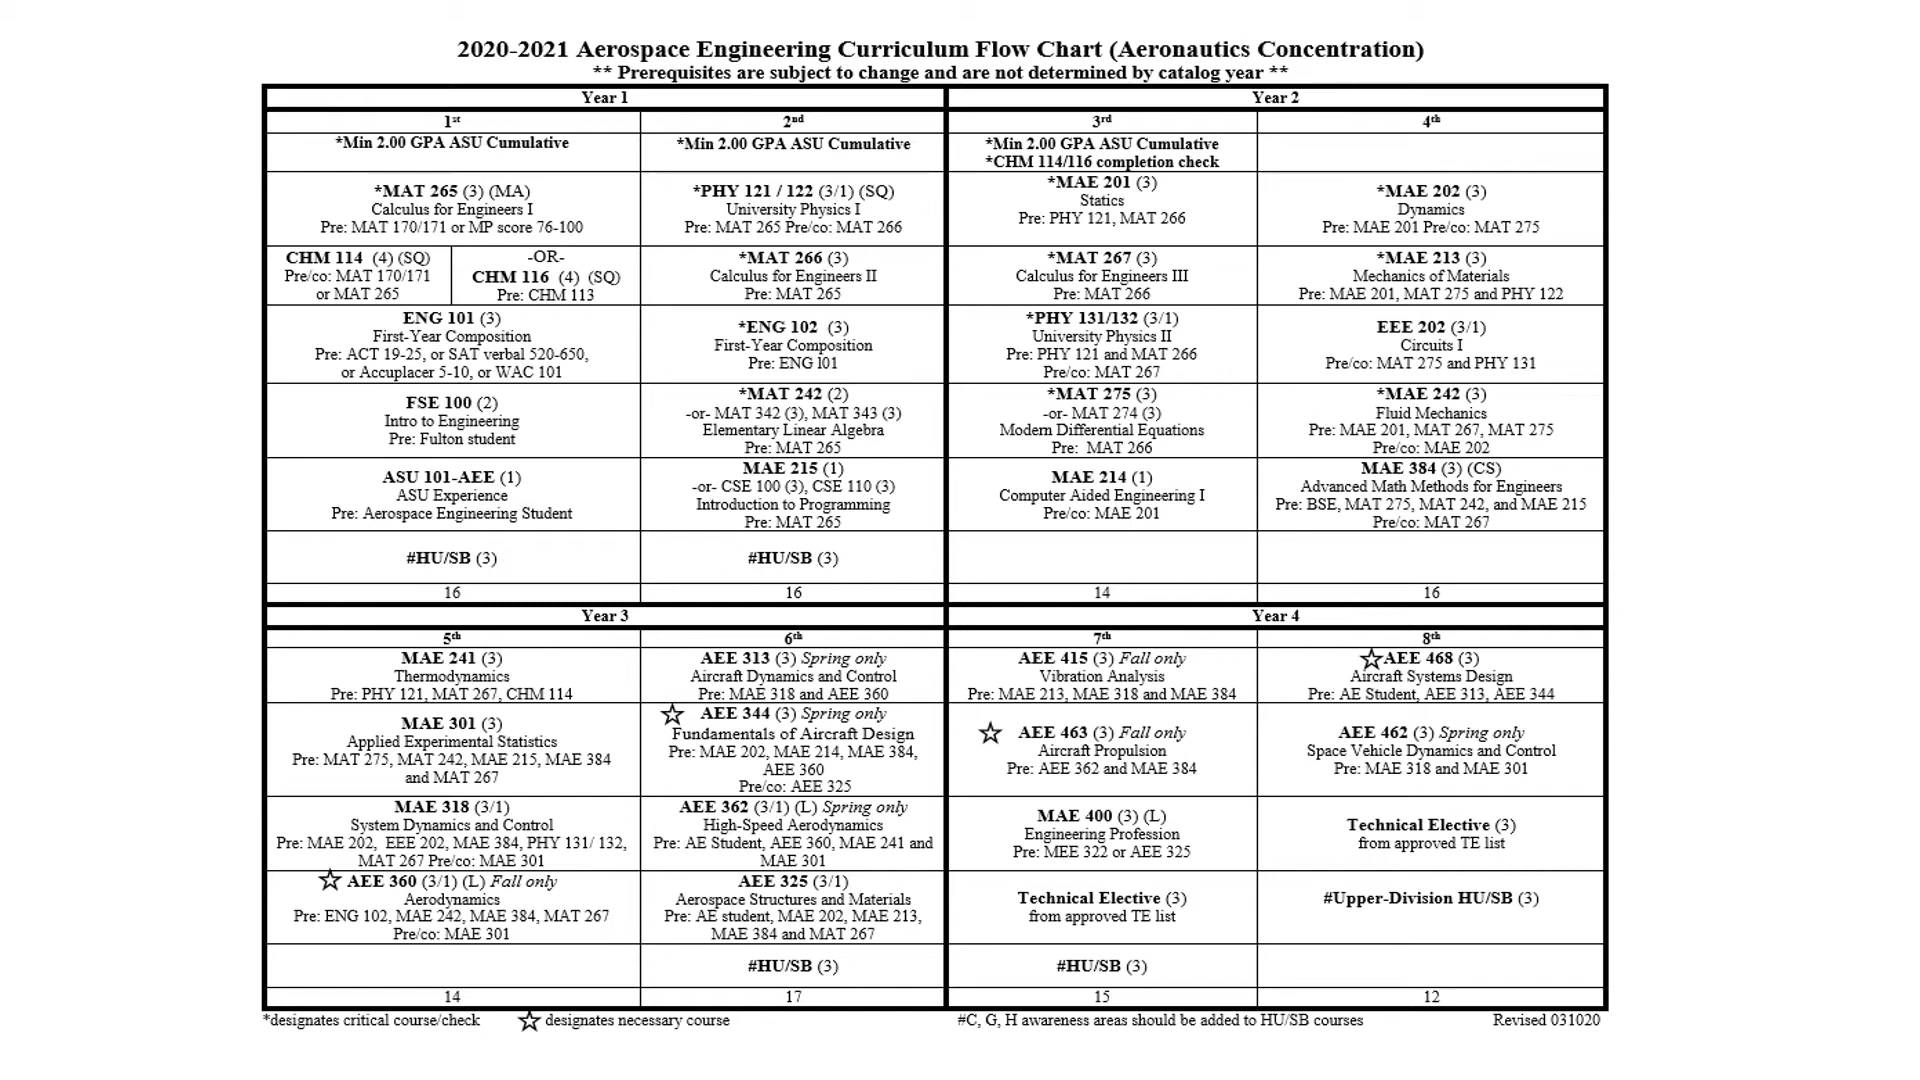 2020-2021 Aerospace Engineering Curriculum Flow Chart (Aeronautics Concentration)
** Prerequisites are subject to change and are not determined by catalog year **
Year 1
Year 2
1st
2nd
3rd
4th
*Min 2.00 GPA ASU Cumulative
*Min 2.00 GPA ASU Cumulative
*Min 2.00 GPA ASU Cumulative
*CHM 114/116 completion check
*MAT 265 (3) (MA)
Calculus for Engineers I
Pre: MAT 170/171 or MP score 76-100
*PHY 121 / 122 (3/1) (SQ)
University Physics I
Pre: MAT 265 Pre/co: MAT 266
*MAE 201 (3)
Statics
Pre: PHY 121, MAT 266
*MAE 202 (3)
Dynamics
Pre: MAE 201 Pre/co: MAT 275
CHM 114 (4) (SQ)
Pre/co: MAT 170/171
or MAT 265
-OR-
CHM 116 (4) (SQ)
Pre: CHM 113
*MAT 266 (3)
Calculus for Engineers II
Pre: MAT 265
*MAT 267 (3)
Calculus for Engineers III
Pre: MAT 266
*MAE 213 (3)
Mechanics of Materials
Pre: MAE 201, MAT 275 and PHY 122
ENG 101 (3)
First-Year Composition
Pre: ACT 19-25, or SAT verbal 520-650,
or Accuplacer 5-10, or WAC 101
*ENG 102 (3)
First-Year Composition
Pre: ENG 101
*PHY 131/132 (3/1)
University Physics II
Pre: PHY 121 and MAT 266
Pre/co: MAT 267
EEE 202 (3/1)
Circuits I
Pre/co: MAT 275 and PHY 131
FSE 100 (2)
Intro to Engineering
Pre: Fulton student
*MAT 242 (2)
-or- MAT 342 (3), MAT 343 (3)
Elementary Linear Algebra
Pre: MAT 265
*MAT 275 (3)
-or- MAT 274 (3)
Modern Differential Equations
Pre: MAT 266
*MAE 242 (3)
Fluid Mechanics
Pre: MAE 201, MAT 267, MAT 275
Pre/co: MAE 202
ASU 101-AEE (1)
ASU Experience
Pre: Aerospace Engineering Student
MAE 215 (1)
-or- CSE 100 (3), CSE 110 (3)
Introduction to Programming
Pre: MAT 265
MAE 214 (1)
Computer Aided Engineering I
Pre/co: MAE 201
MAE 384 (3) (CS)
Advanced Math Methods for Engineers
Pre: BSE, MAT 275, MAT 242, and MAE 215
Pre/co: MAT 267
#HU/SB (3)
#HU/SB (3)
16
16
14
16
Year 3
Year 4
5th
6th
7th
8th
MAE 241 (3)
Thermodynamics
Pre: PHY 121, MAT 267, CHM 114
AEE 313 (3) Spring only
Aircraft Dynamics and Control
Pre: MAE 318 and AEE 360
AEE 415 (3) Fall only
Vibration Analysis
Pre: MAE 213, MAE 318 and MAE 384
AEE 468 (3)
Aircraft Systems Design
Pre: AE Student, AEE 313, AEE 344
MAE 301 (3)
Applied Experimental Statistics
Pre: MAT 275, MAT 242, MAE 215, MAE 384
and MAT 267
AEE 344 (3) Spring only
Fundamentals of Aircraft Design
Pre: MAE 202, MAE 214, MAE 384,
AEE 360
Pre/co: AEE 325
AEE 463 (3) Fall only
Aircraft Propulsion
Pre: AEE 362 and MAE 384
AEE 462 (3) Spring only
Space Vehicle Dynamics and Control
Pre: MAE 318 and MAE 301
MAE 318 (3/1)
System Dynamics and Control
Pre: MAE 202, EEE 202, MAE 384, PHY 131/ 132,
MAT 267 Pre/co: MAE 301
AEE 362 (3/1) (L) Spring only
High-Speed Aerodynamics
Pre: AE Student, AEE 360, MAE 241 and
MAE 301
MAE 400 (3) (L)
Engineering Profession
Pre: MEE 322 or AEE 325
Technical Elective (3)
from approved TE list
AEE 360 (3/1) (L) Fall only
Aerodynamics
Pre: ENG 102, MAE 242, MAE 384, MAT 267
Pre/co: MAE 301
AEE 325 (3/1)
Aerospace Structures and Materials
Pre: AE student, MAE 202, MAE 213,
MAE 384 and MAT 267
Technical Elective (3)
from approved TE list
#Upper-Division HU/SB (3)
#HU/SB (3)
#HU/SB (3)
14
17
15
12
*designates critical course/check
designates necessary course
#C, G, H awareness areas should be added to HU/SB courses
Revised 031020